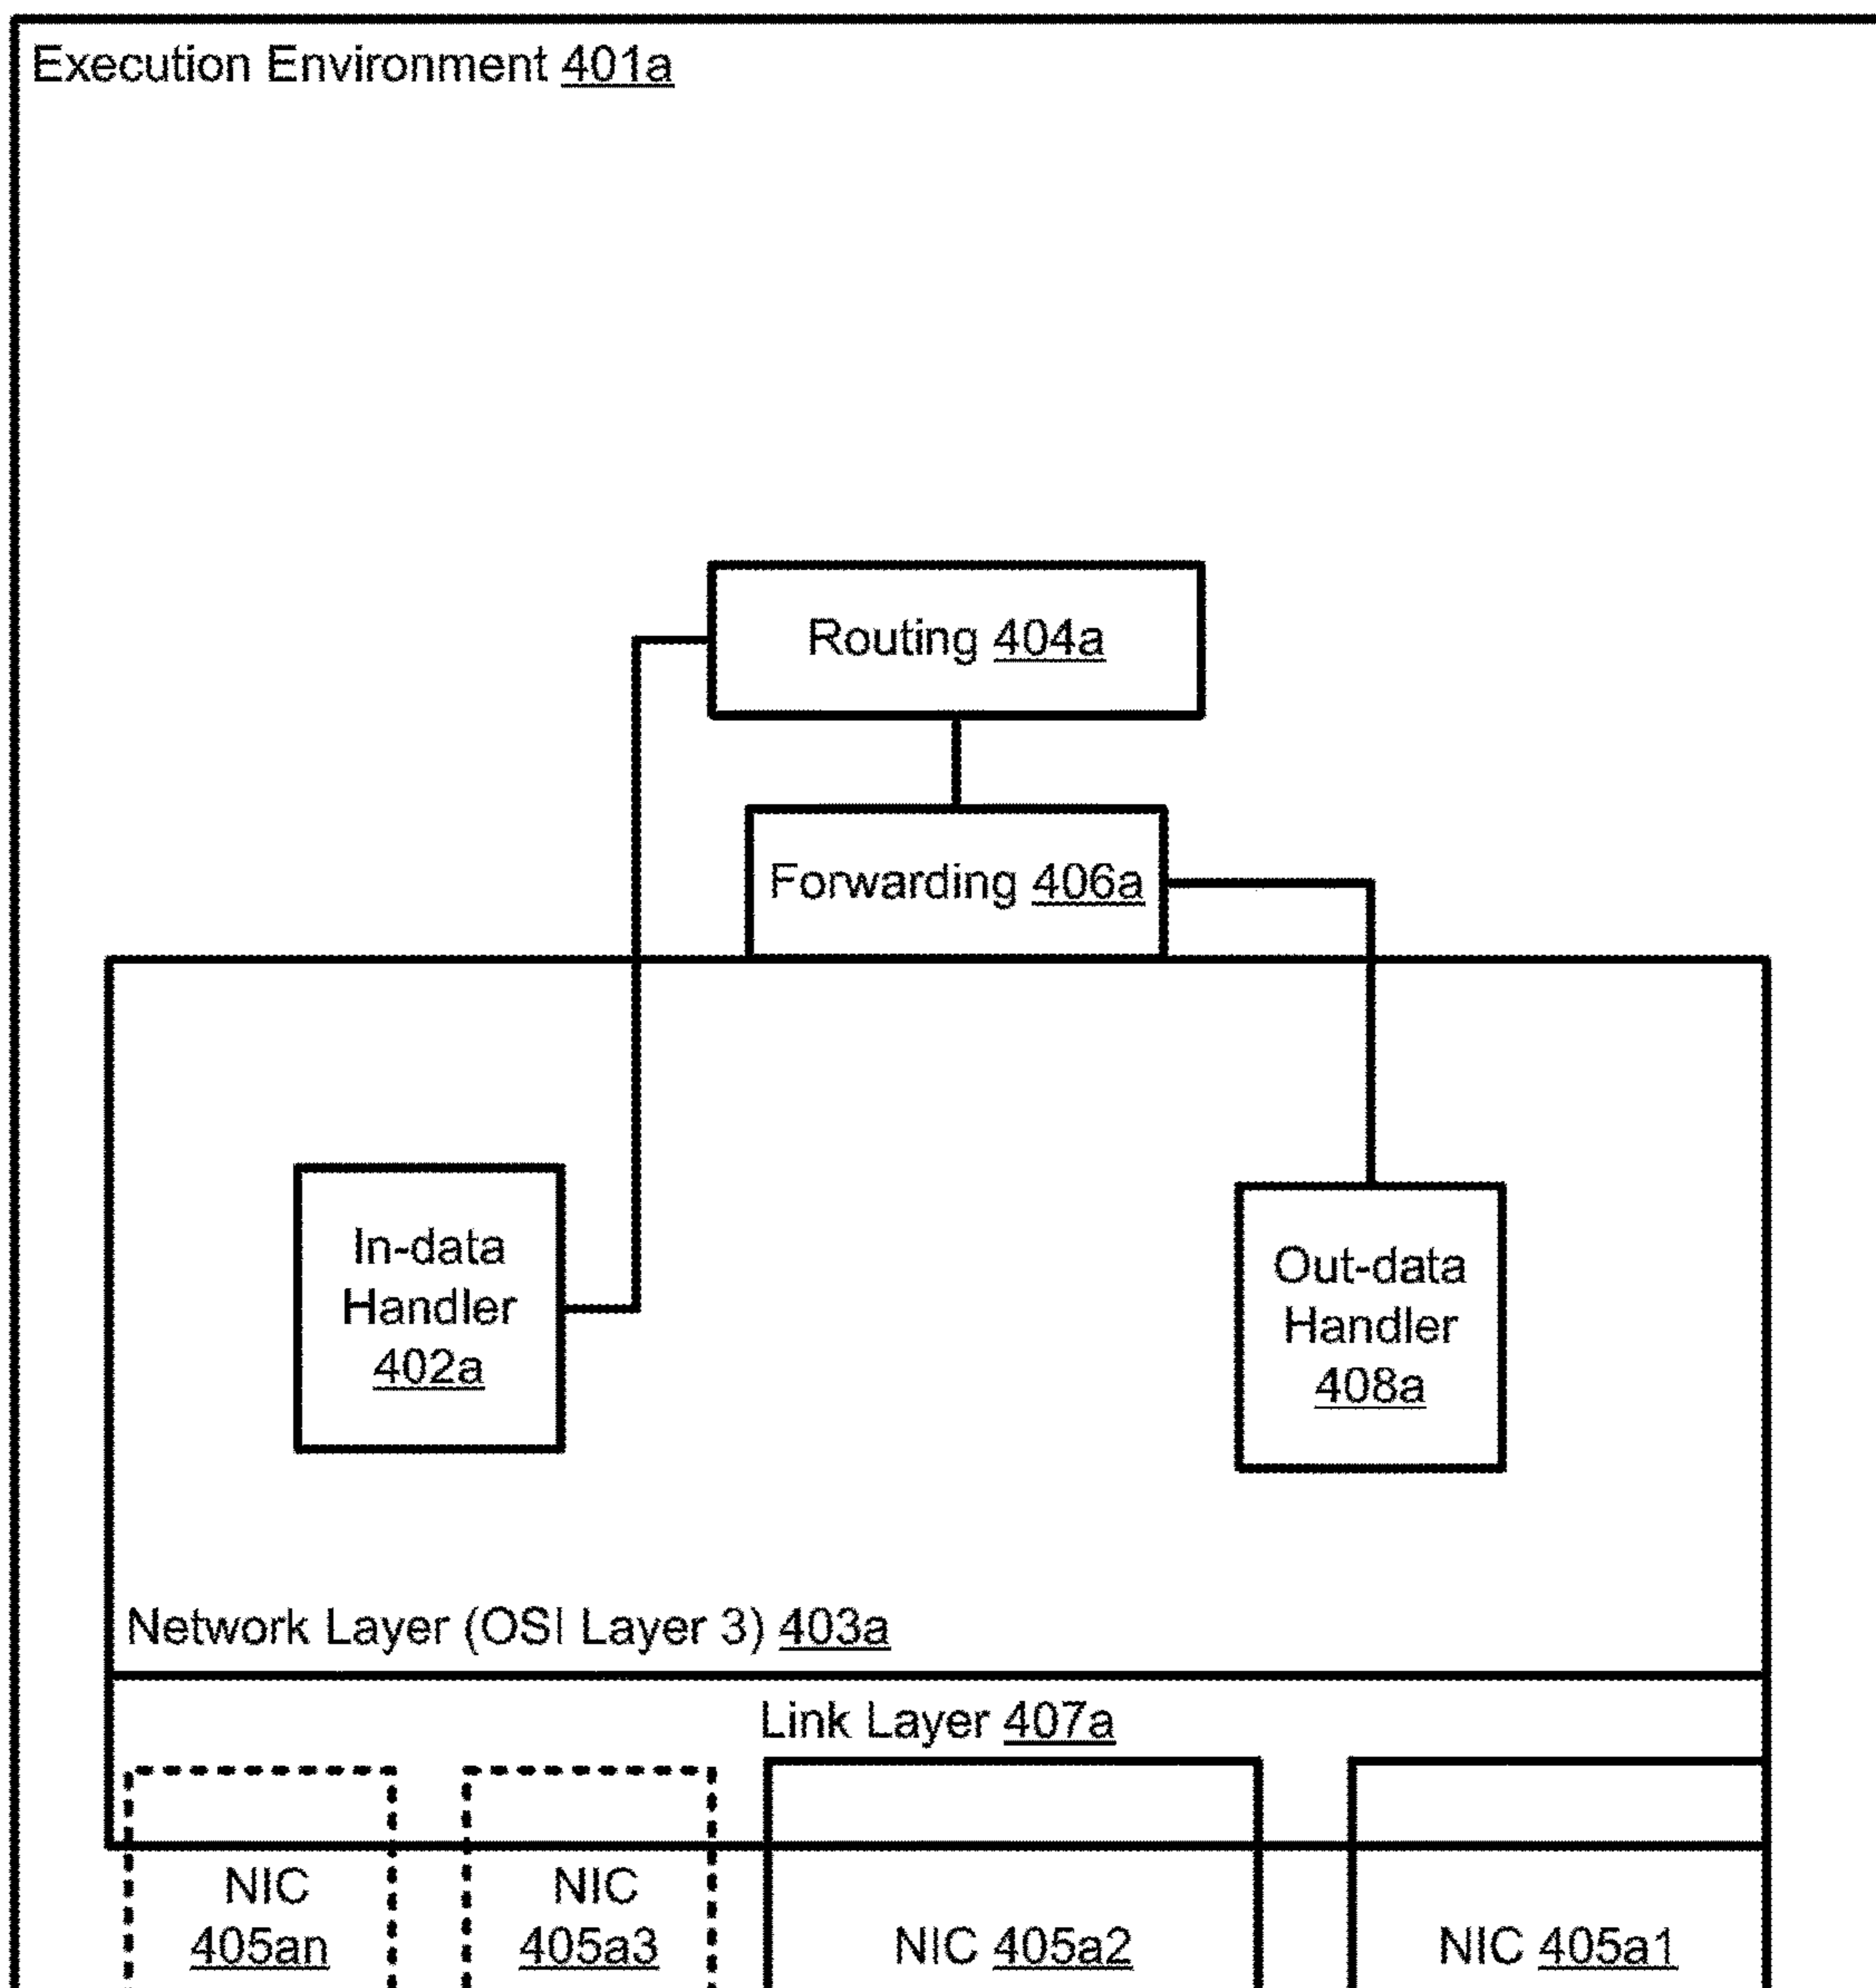 Execution Environment 401a
Routing 404a
Forwarding 406a
In-data
Handler
402a
Out-data
Handler
408a
Network Layer (OSI Layer 3) 403a
Link Layer 407a
NIC
405an
NIC
405a3
NIC 405a2
NIC 405a1